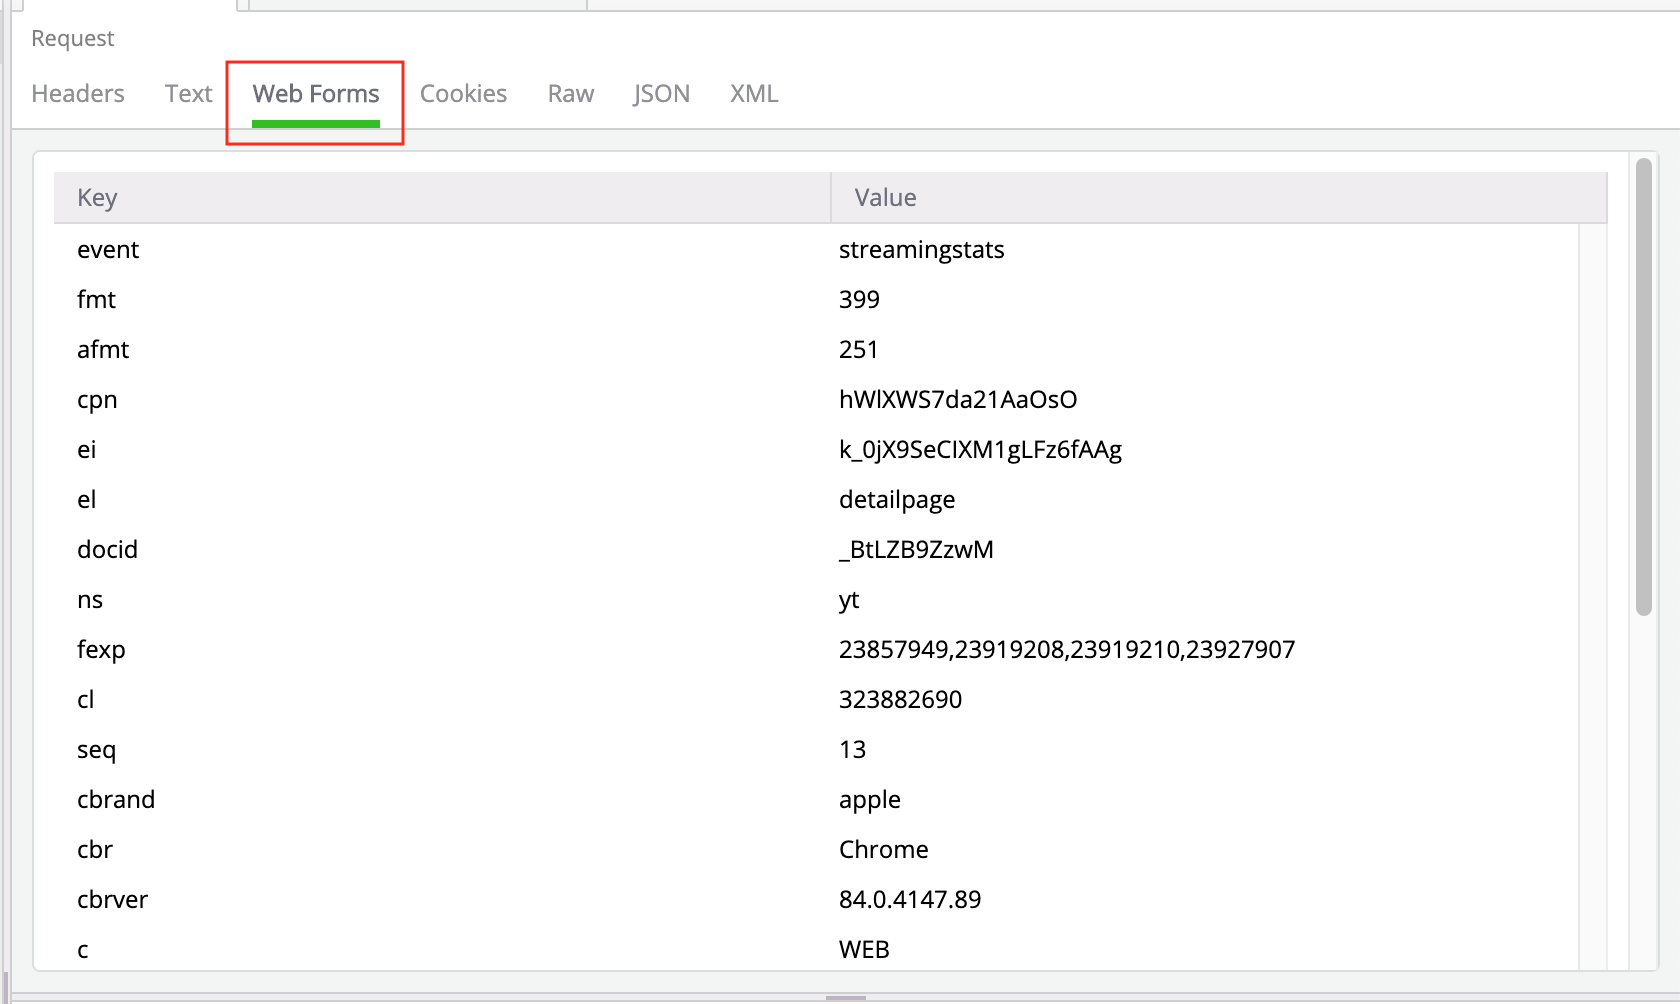 Request
Headers Text Web Forms Cookies Raw JSON XML
Key Value
event streamingstats
fmt 399
afmt 251
cpn hWlXWS7da21AaOsO
ei k_0jX9SeCIXM1gLFz6fAAg
el detailpage
docid _BtLZB9ZzwM
ns yt
fexp 23857949,23919208,23919210,23927907
cl 323882690
seq 13
cbrand apple
cbr Chrome
cbrver 84.0.4147.89
c WEB